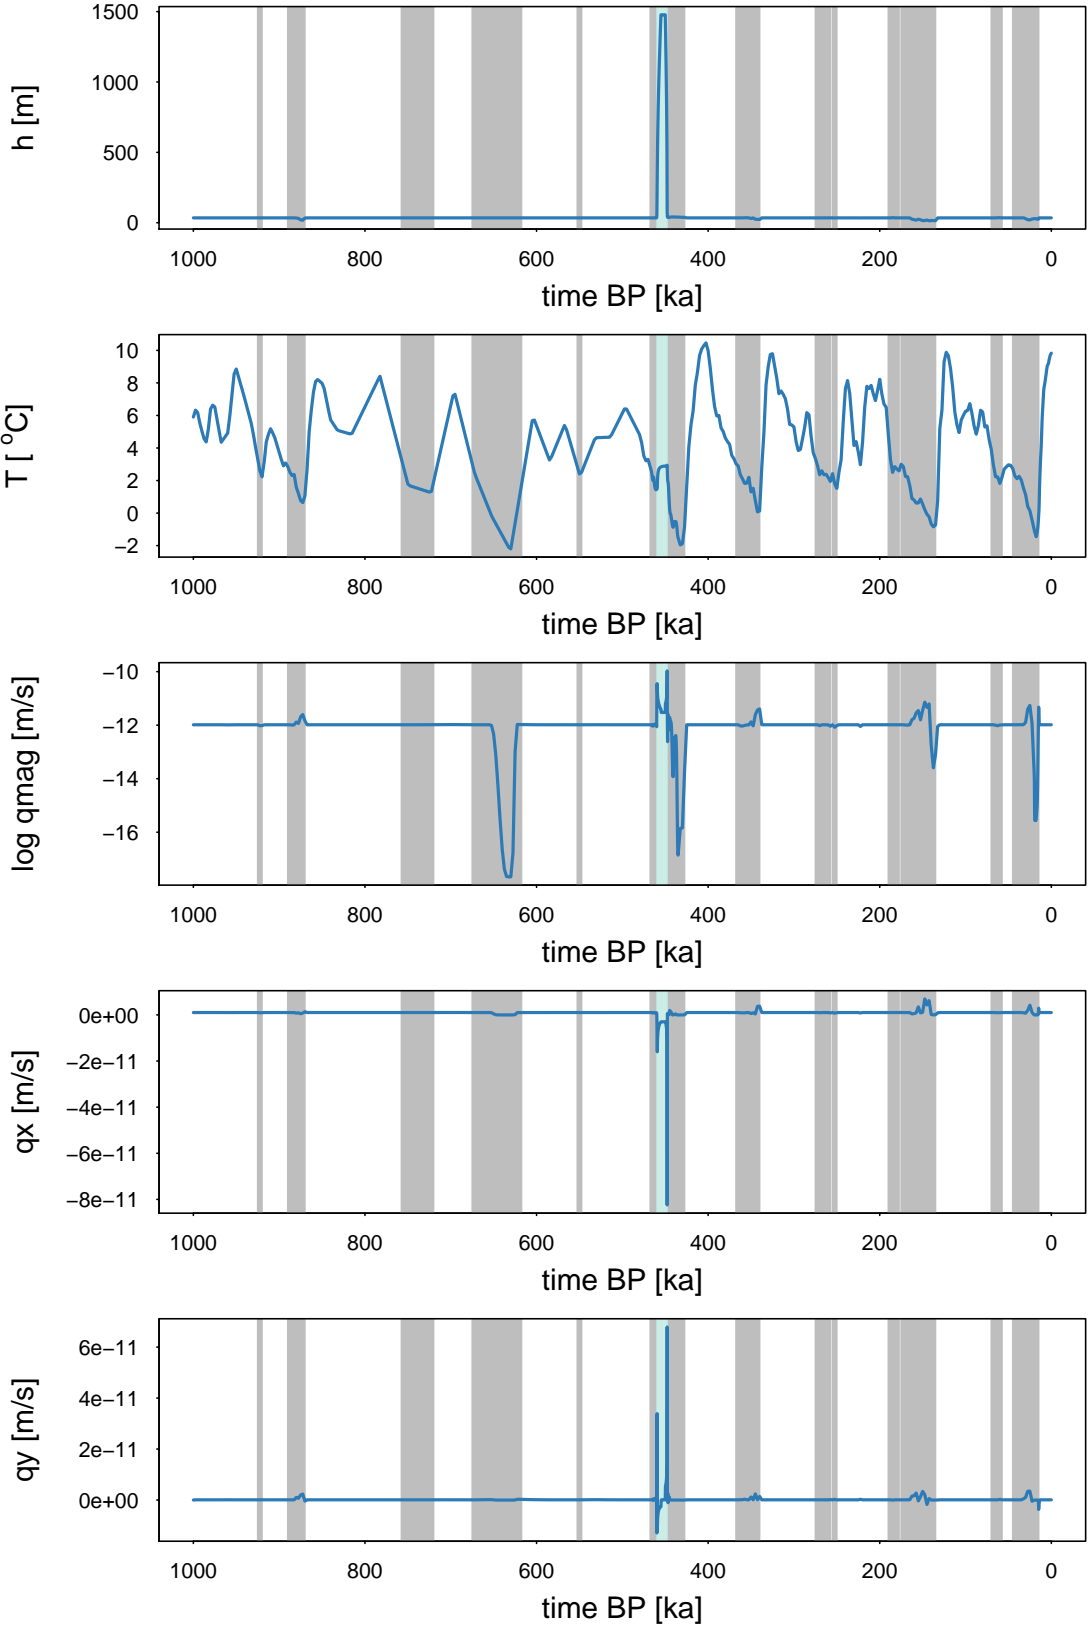 h [m]
1500
1000
500
0
1000 800 600 400 200 0
time BP [ka]
T [ °C]
10
8
6
4
2
0
−2
1000 800 600 400 200 0
time BP [ka]
log qmag [m/s]
−10
−12
−14
−16
1000 800 600 400 200 0
time BP [ka]
qx [m/s]
0e+00
−2e−11
−4e−11
−6e−11
−8e−11
1000 800 600 400 200 0
time BP [ka]
qy [m/s]
6e−11
4e−11
2e−11
0e+00
1000 800 600 400 200 0
time BP [ka]